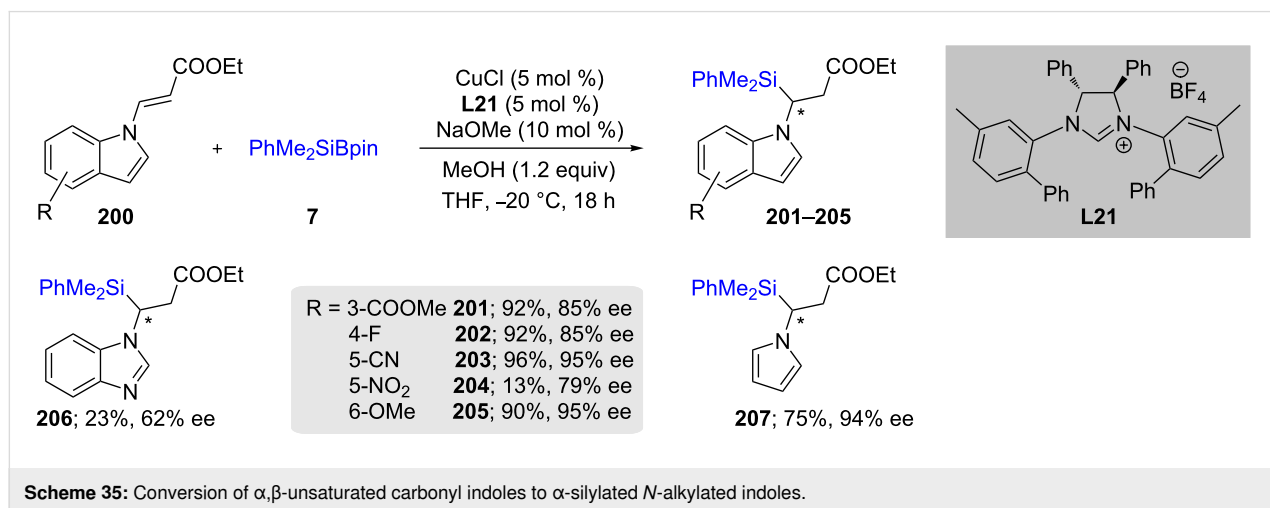 COOEt
N
R
200
+
PhMe2SiBpin
7
CuCl (5 mol %)
L21 (5 mol %)
NaOMe (10 mol %)
MeOH (1.2 equiv)
THF, –20 °C, 18 h
PhMe2Si
COOEt
*
N
R
201–205
Ph
Ph
⊖
BF4
N
N
⊕
Ph
Ph
L21
PhMe2Si
COOEt
*
N
N
206; 23%, 62% ee
R = 3-COOMe 201; 92%, 85% ee
4-F 202; 92%, 85% ee
5-CN 203; 96%, 95% ee
5-NO2 204; 13%, 79% ee
6-OMe 205; 90%, 95% ee
PhMe2Si
COOEt
*
N
207; 75%, 94% ee
Scheme 35: Conversion of α,β-unsaturated carbonyl indoles to α-silylated N-alkylated indoles.